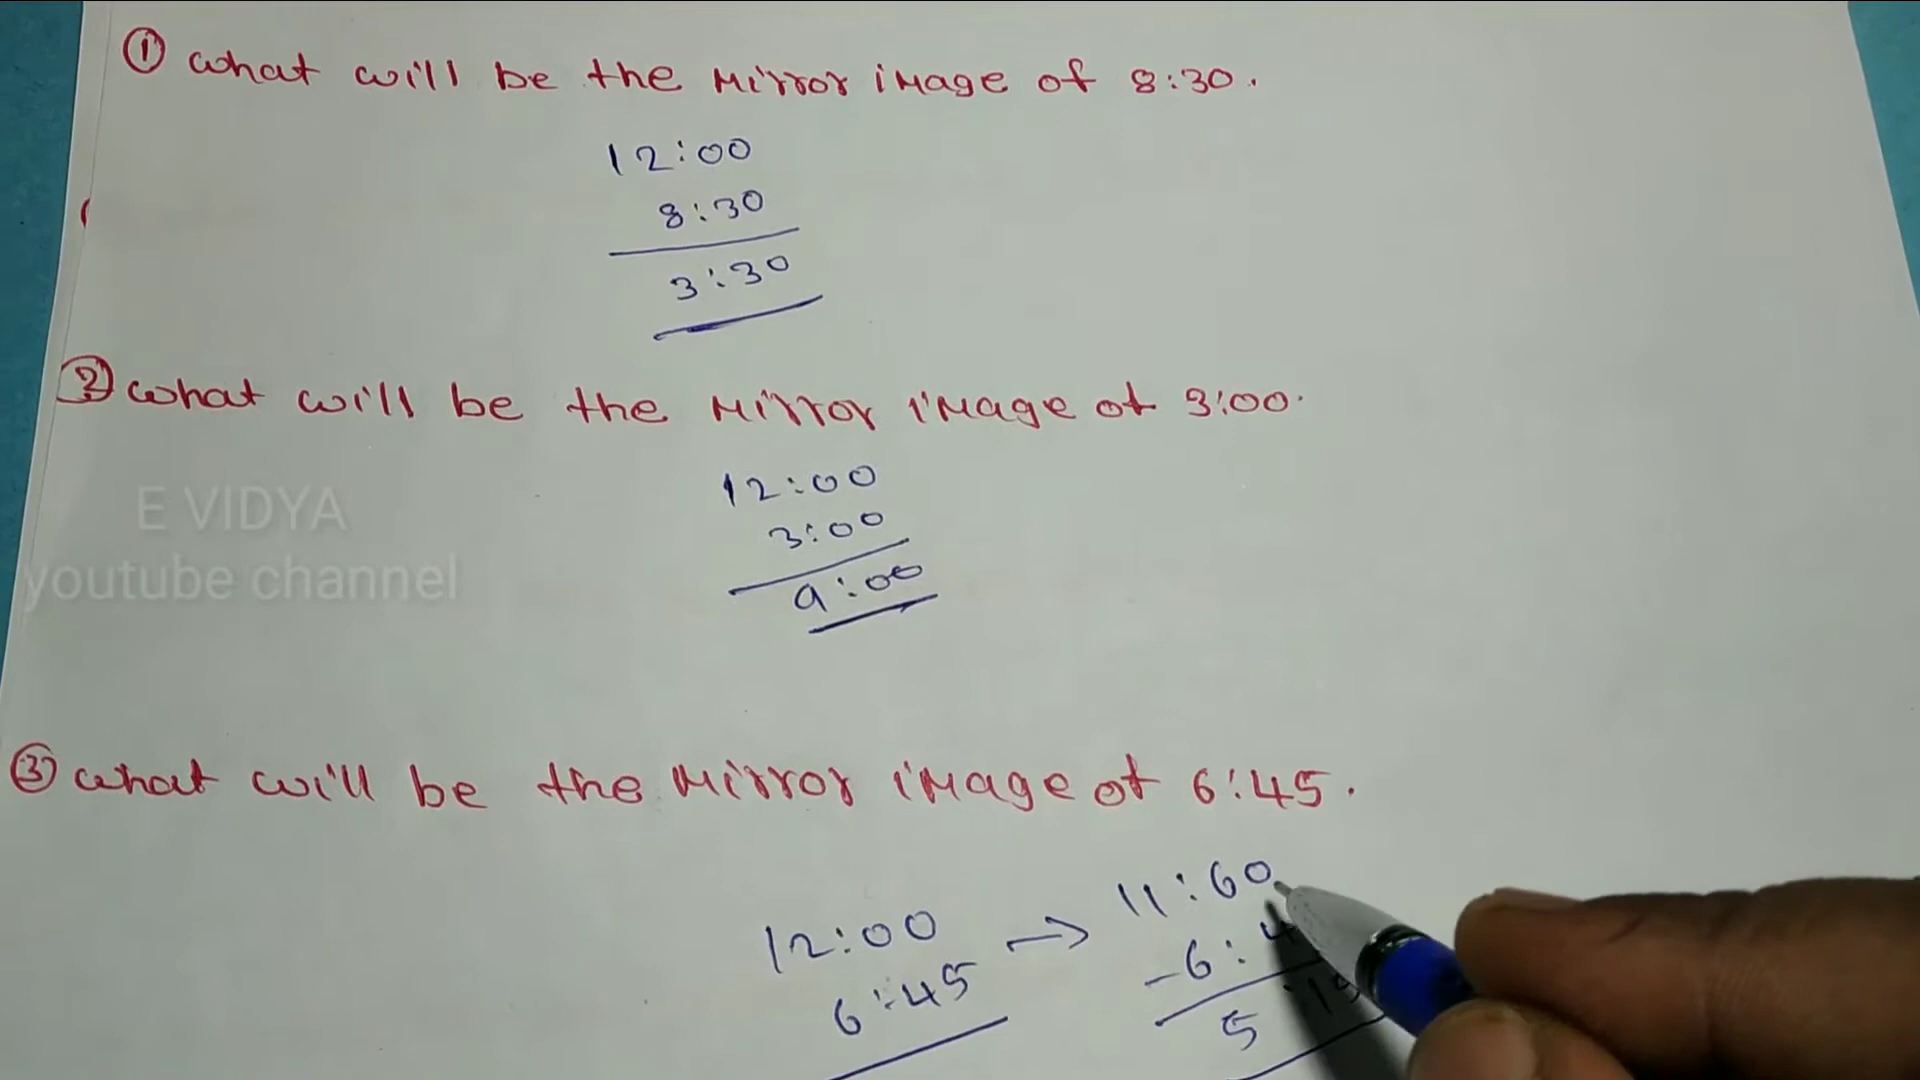 ① What will be the mirror image of 8:30.
12:00
8:30
3:30
② What will be the mirror image of 3:00.
12:00
3:00
9:00
E VIDYA
youtube channel
③ What will be the mirror image of 6:45.
12:00 → 11:60
6:45 -6:4
5:15